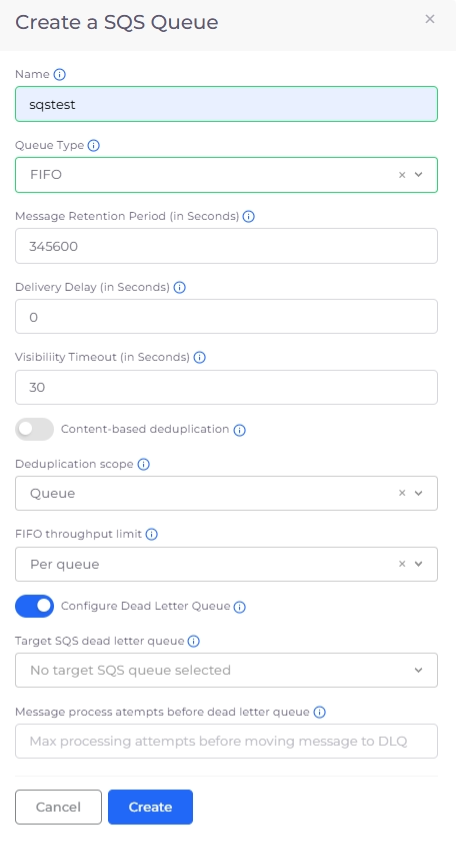 Create a SQS Queue
Name
sqstest
Queue Type
FIFO
Message Retention Period (in Seconds)
345600
Delivery Delay (in Seconds)
0
Visibiliity Timeout (in Seconds)
30
Content-based deduplication
Deduplication scope
Queue
FIFO throughput limit
Per queue
Configure Dead Letter Queue
Target SQS dead letter queue
No target SQS queue selected
Message process atempts before dead letter queue
Max processing attempts before moving message to DLQ
Cancel Create